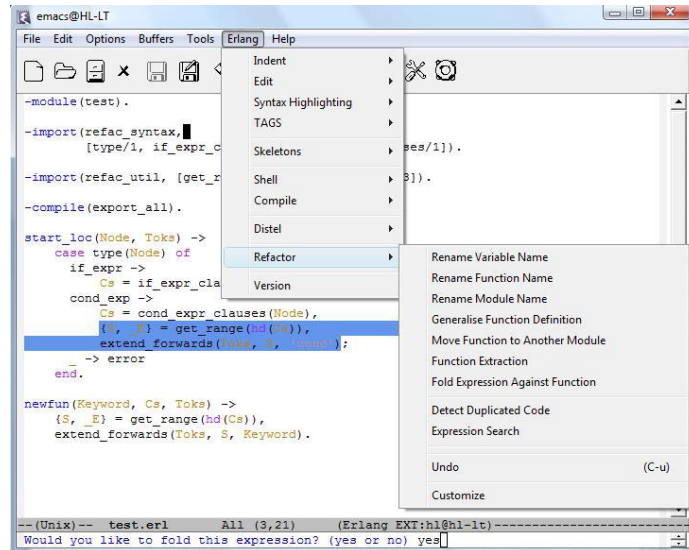 emacs@HL-LT
File Edit Options Buffers Tools Erlang Help
Indent
Edit
Syntax Highlighting
TAGS
Skeletons
Shell
Compile
Distel
Refactor
Version
Rename Variable Name
Rename Function Name
Rename Module Name
Generalise Function Definition
Move Function to Another Module
Function Extraction
Fold Expression Against Function
Detect Duplicated Code
Expression Search
Undo (C-u)
Customize
-module(test).
-import(refac_syntax,
[type/1, if_expr_c ses/1]).
-import(refac_util, [get_r 3]).
-compile(export_all).
start_loc(Node, Toks) ->
case type(Node) of
if_expr ->
Cs = if_expr_cla
cond_exp ->
Cs = cond_expr_clauses(Node),
{S, _E} = get_range(hd(Cs)),
extend_forwards(Toks, S, 'cond');
_ -> error
end.
newfun(Keyword, Cs, Toks) ->
{S, _E} = get_range(hd(Cs)),
extend_forwards(Toks, S, Keyword).
--(Unix)-- test.erl All (3,21) (Erlang EXT:hl@hl-lt)------------------------
Would you like to fold this expression? (yes or no) yes